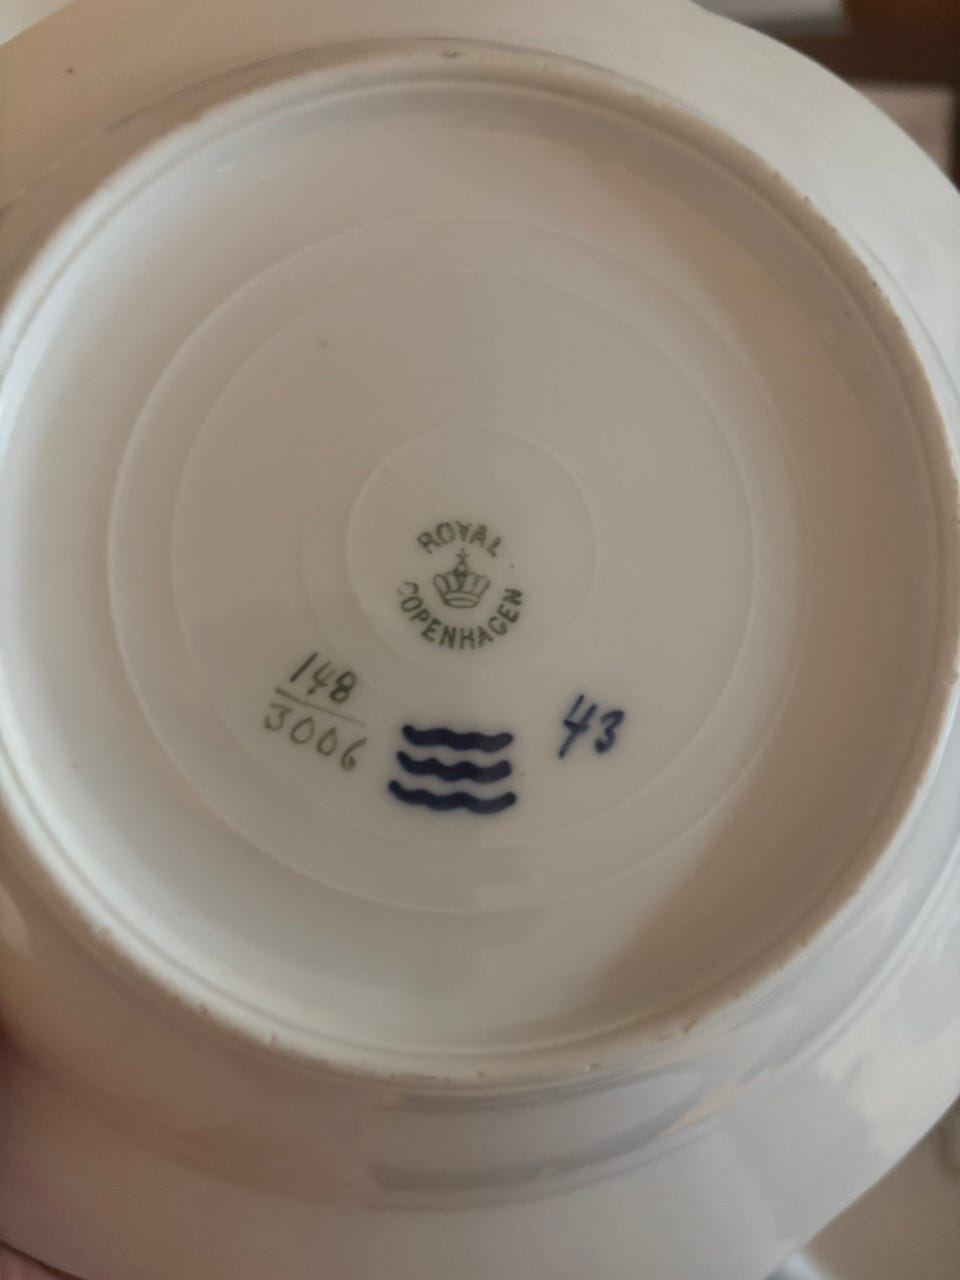 ROYAL
COPENHAGEN
148
3006
43